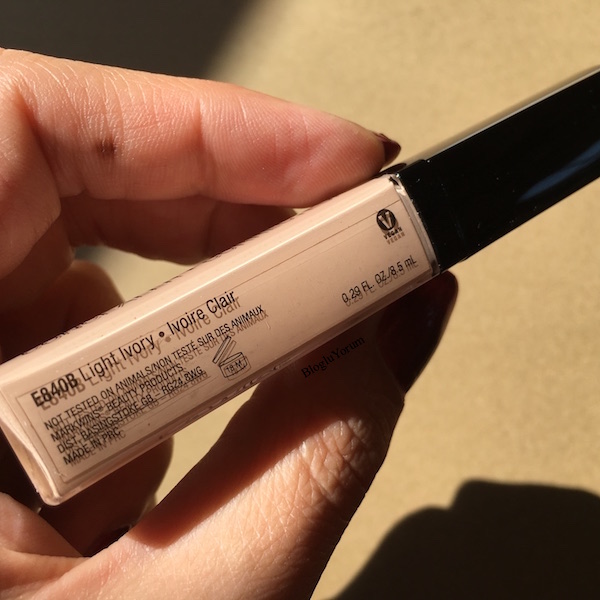 V
VEGAN
0.29 FL. OZ./8.5 mL
E840B Light Ivory • Ivoire Clair
NOT TESTED ON ANIMALS/NON TESTÉ SUR DES ANIMAUX
MARKWINS® BEAUTY PRODUCTS
DIST. BASINGSTOKE GB - RG24 8WG
MADE IN PRC
18 M
BlogluYorum